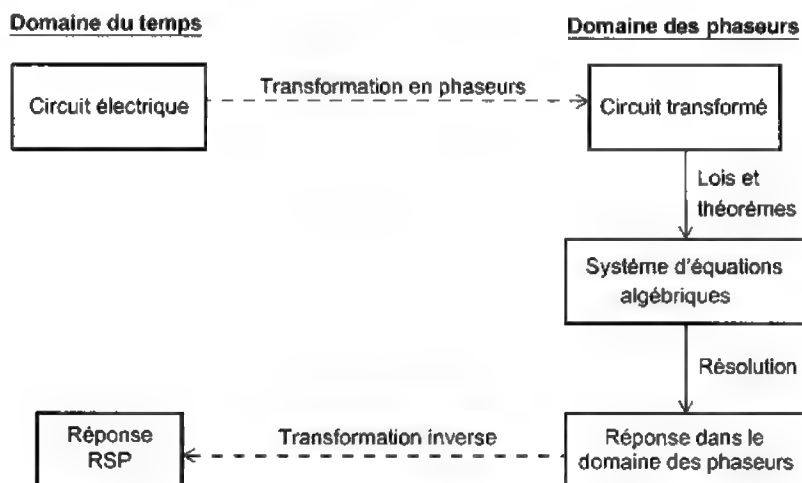 Domaine du temps
Domaine des phaseurs
Circuit électrique
Transformation en phaseurs
Circuit transformé
Lois et
théorèmes
Système d'équations
algébriques
Résolution
Réponse
RSP
Transformation inverse
Réponse dans le
domaine des phaseurs